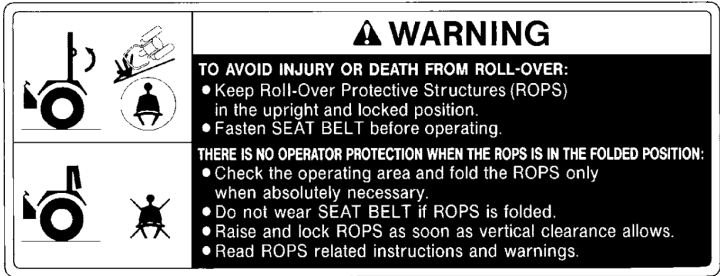 WARNING
TO AVOID INJURY OR DEATH FROM ROLL-OVER:
● Keep Roll-Over Protective Structures (ROPS)
in the upright and locked position.
● Fasten SEAT BELT before operating.
THERE IS NO OPERATOR PROTECTION WHEN THE ROPS IS IN THE FOLDED POSITION:
● Check the operating area and fold the ROPS only
when absolutely necessary.
● Do not wear SEAT BELT if ROPS is folded.
● Raise and lock ROPS as soon as vertical clearance allows.
● Read ROPS related instructions and warnings.